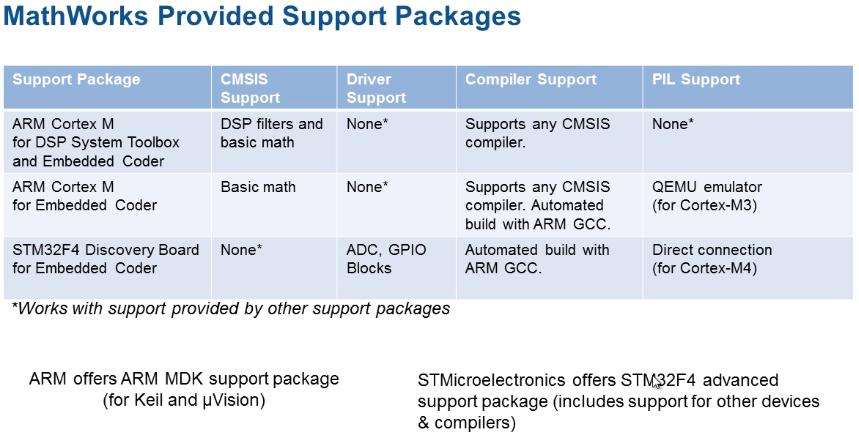 MathWorks Provided Support Packages
Support Package
CMSIS
Support
Driver
Support
Compiler Support
PIL Support
ARM Cortex M
for DSP System Toolbox
and Embedded Coder
DSP filters and
basic math
None*
Supports any CMSIS
compiler.
None*
ARM Cortex M
for Embedded Coder
Basic math
None*
Supports any CMSIS
compiler. Automated
build with ARM GCC.
QEMU emulator
(for Cortex-M3)
STM32F4 Discovery Board
for Embedded Coder
None*
ADC, GPIO
Blocks
Automated build with
ARM GCC.
Direct connection
(for Cortex-M4)
*Works with support provided by other support packages
ARM offers ARM MDK support package
(for Keil and µVision)
STMicroelectronics offers STM32F4 advanced
support package (includes support for other devices
& compilers)